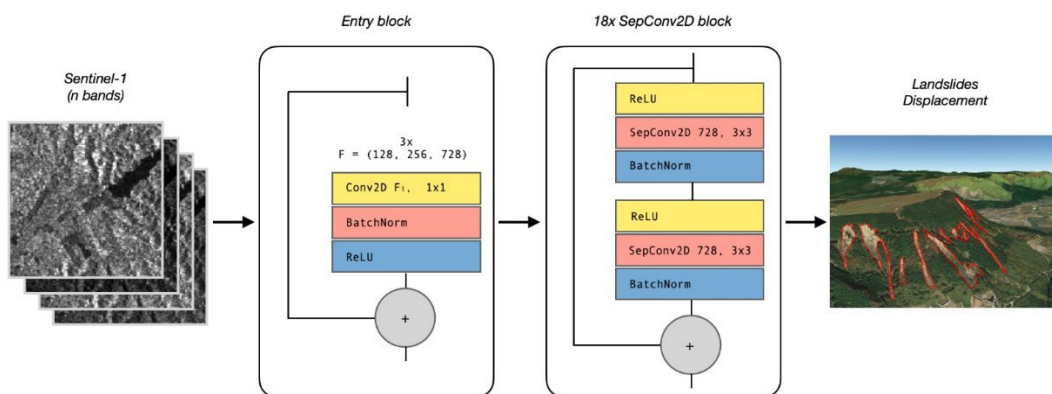 Entry block
18x SepConv2D block
Sentinel-1
(n bands)
3x
F = (128, 256, 728)
Conv2D Fᵢ, 1x1
BatchNorm
ReLU
+
ReLU
SepConv2D 728, 3x3
BatchNorm
ReLU
SepConv2D 728, 3x3
BatchNorm
+
Landslides
Displacement